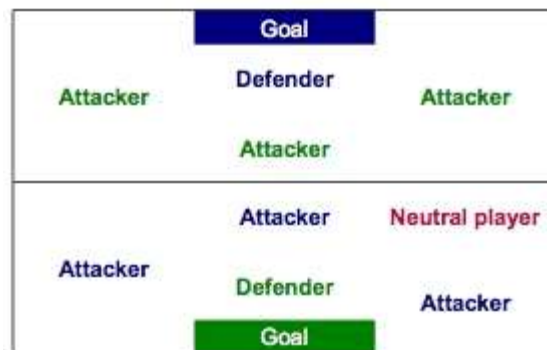 Goal
Defender
Attacker Attacker
Attacker
Attacker Neutral player
Attacker
Defender
Attacker
Goal